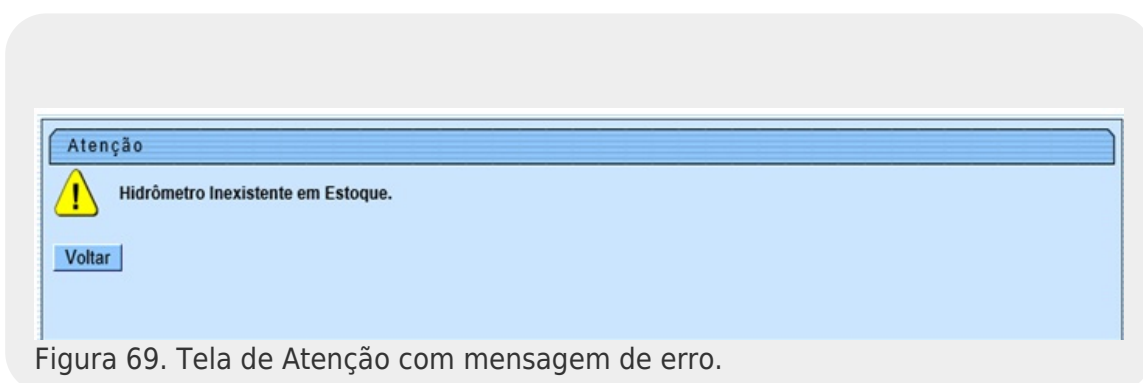 Atenção
Hidrômetro Inexistente em Estoque.
Voltar
Figura 69. Tela de Atenção com mensagem de erro.